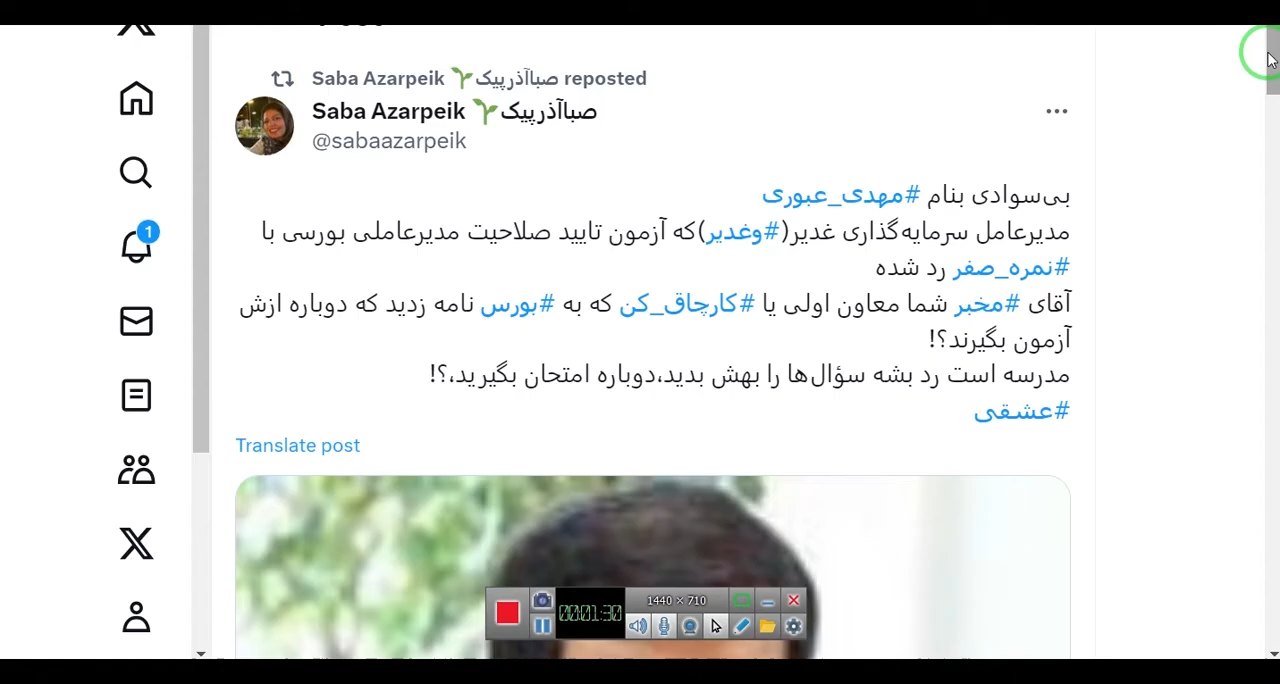 Saba Azarpeik 🌱صباآذرپیک reposted
Saba Azarpeik 🌱صباآذرپیک
@sabaazarpeik
بی‌سوادی بنام #مهدی_عبوری
مدیرعامل سرمایه‌گذاری غدیر(#وغدیر)که آزمون تایید صلاحیت مدیرعاملی بورسی با
#نمره_صفر رد شده
آقای #مخبر شما معاون اولی یا #کارچاق_کن که به #بورس نامه زدید که دوباره ازش
آزمون بگیرند؟!
مدرسه است رد بشه سؤال‌ها را بهش بدید،دوباره امتحان بگیرید،؟!
#عشقی
Translate post
1
00:01:30
1440 × 710